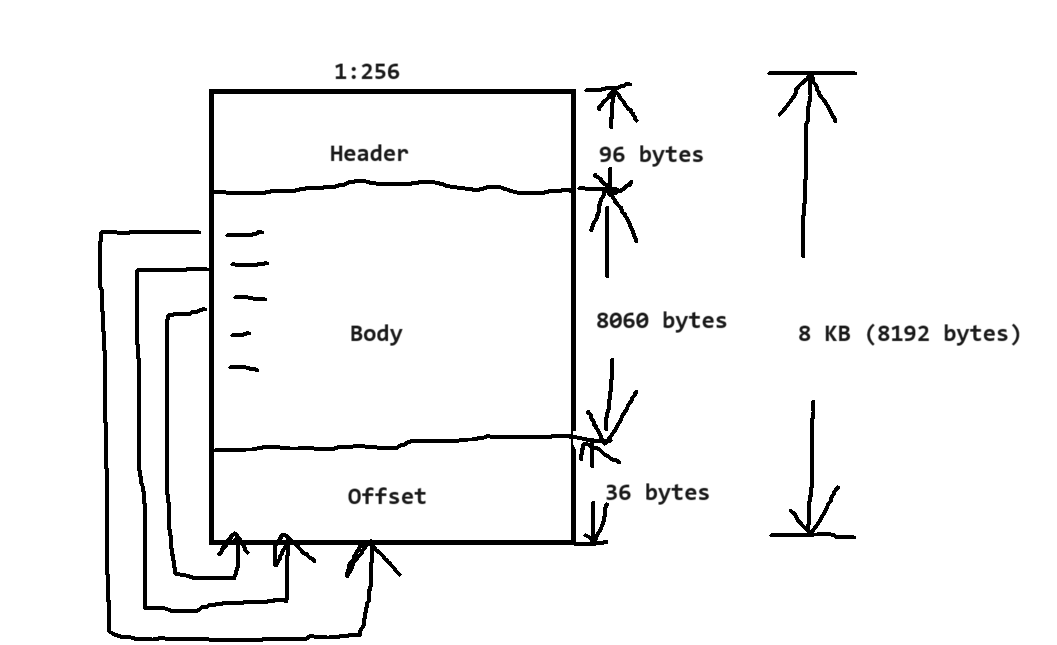 1:256
Header
96 bytes
8060 bytes
Body
8 KB (8192 bytes)
36 bytes
Offset